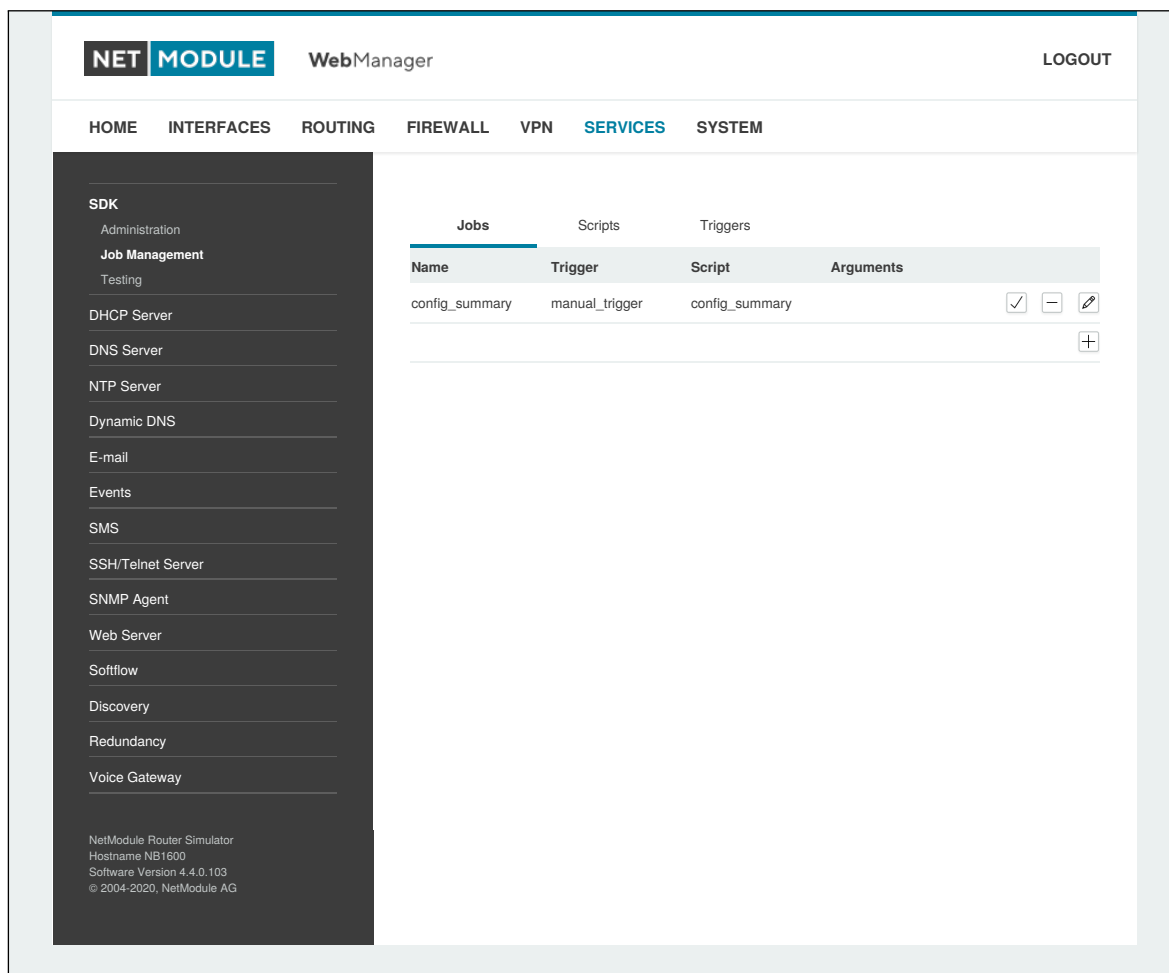 NET MODULE WebManager LOGOUT
HOME INTERFACES ROUTING FIREWALL VPN SERVICES SYSTEM
SDK
Administration
Job Management
Testing
DHCP Server
DNS Server
NTP Server
Dynamic DNS
E-mail
Events
SMS
SSH/Telnet Server
SNMP Agent
Web Server
Softflow
Discovery
Redundancy
Voice Gateway
NetModule Router Simulator
Hostname NB1600
Software Version 4.4.0.103
© 2004-2020, NetModule AG
Jobs Scripts Triggers
Name Trigger Script Arguments
config_summary manual_trigger config_summary